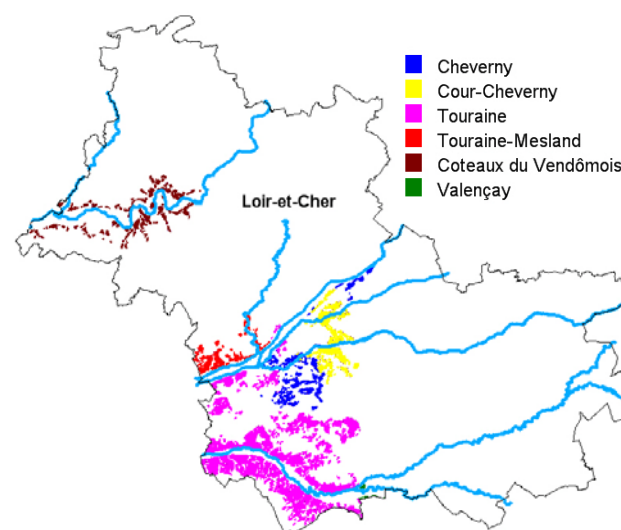 Cheverny
Cour-Cheverny
Touraine
Touraine-Mesland
Coteaux du Vendômois
Valençay
Loir-et-Cher